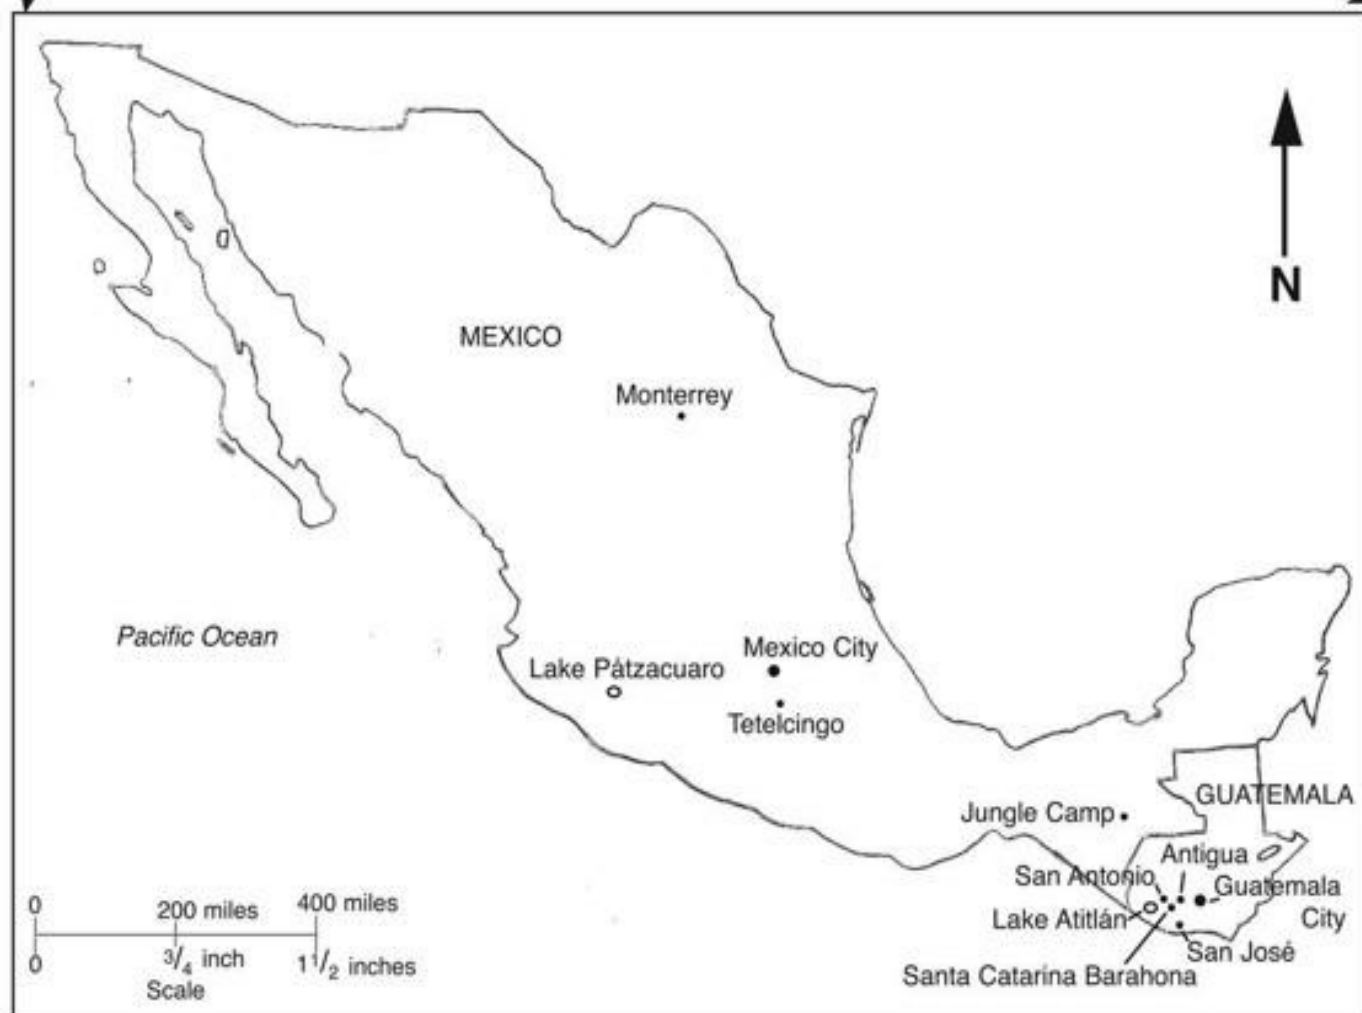 N
MEXICO
Monterrey
Pacific Ocean
Mexico City
Lake Pátzacuaro
Tetelcingo
GUATEMALA
Jungle Camp
Antigua
San Antonio
Guatemala
City
Lake Atitlán
San José
Santa Catarina Barahona
0 200 miles 400 miles
0 3/4 inch 1 1/2 inches
Scale